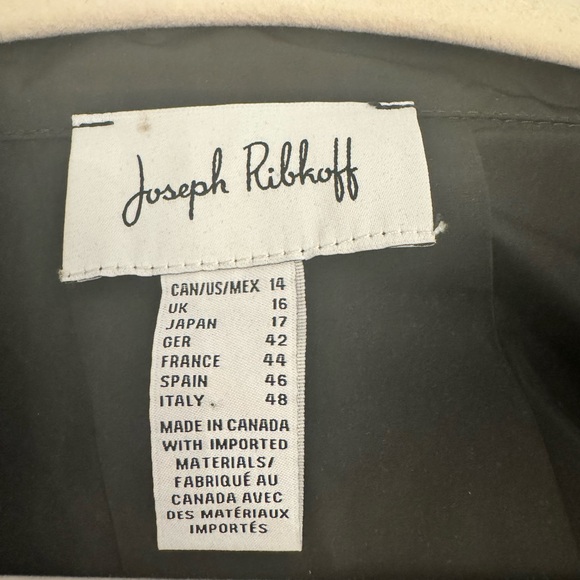 Joseph Ribkoff
CAN/US/MEX 14
UK 16
JAPAN 17
GER 42
FRANCE 44
SPAIN 46
ITALY 48
MADE IN CANADA
WITH IMPORTED
MATERIALS/
FABRIQUÉ AU
CANADA AVEC
DES MATÉRIAUX
IMPORTÉS